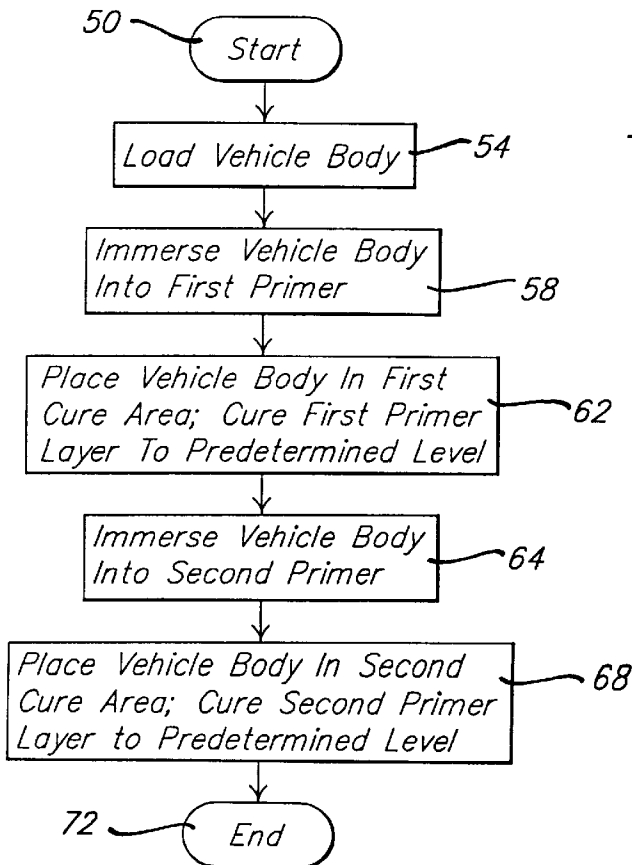 50
Start
Load Vehicle Body
54
Immerse Vehicle Body
Into First Primer
58
Place Vehicle Body In First
Cure Area; Cure First Primer
Layer To Predetermined Level
62
Immerse Vehicle Body
Into Second Primer
64
Place Vehicle Body In Second
Cure Area; Cure Second Primer
Layer to Predetermined Level
68
72
End